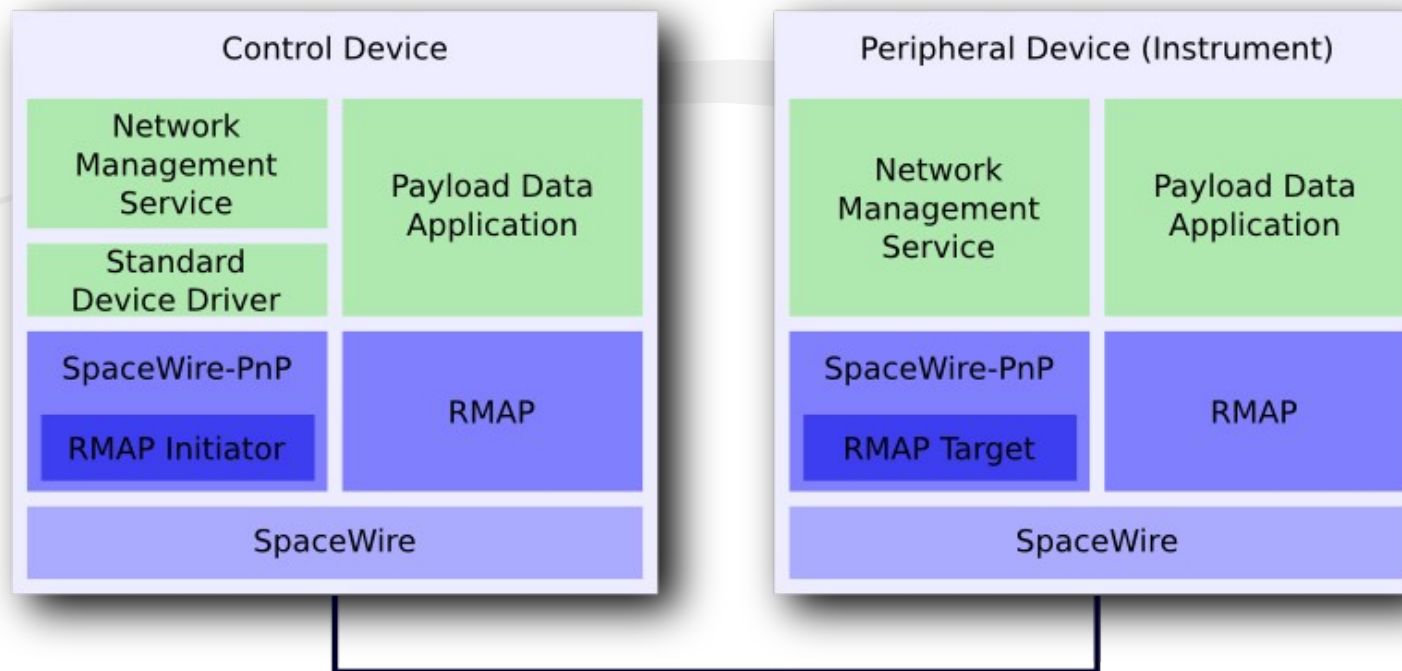 Control Device
Network
Management
Service
Payload Data
Application
Standard
Device Driver
SpaceWire-PnP
RMAP Initiator
RMAP
SpaceWire
Peripheral Device (Instrument)
Network
Management
Service
Payload Data
Application
SpaceWire-PnP
RMAP Target
RMAP
SpaceWire